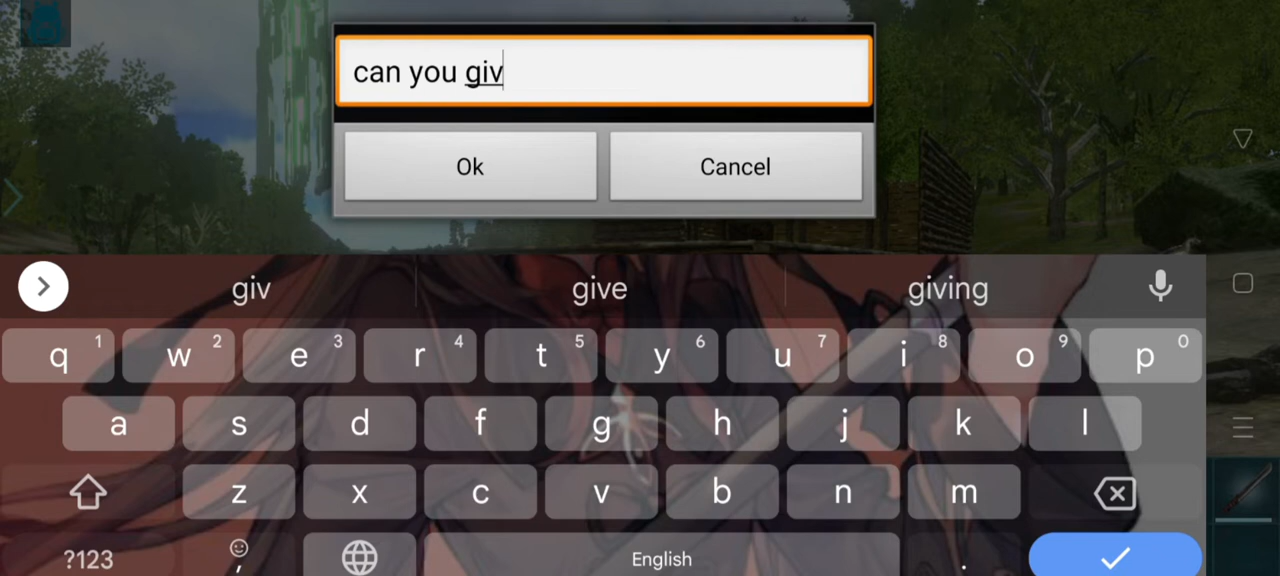 can you giv
Ok Cancel
giv give giving
q 1 w 2 e 3 r 4 t 5 y 6 u 7 i 8 o 9 p 0
a s d f g h j k l
z x c v b n m
?123 , English .